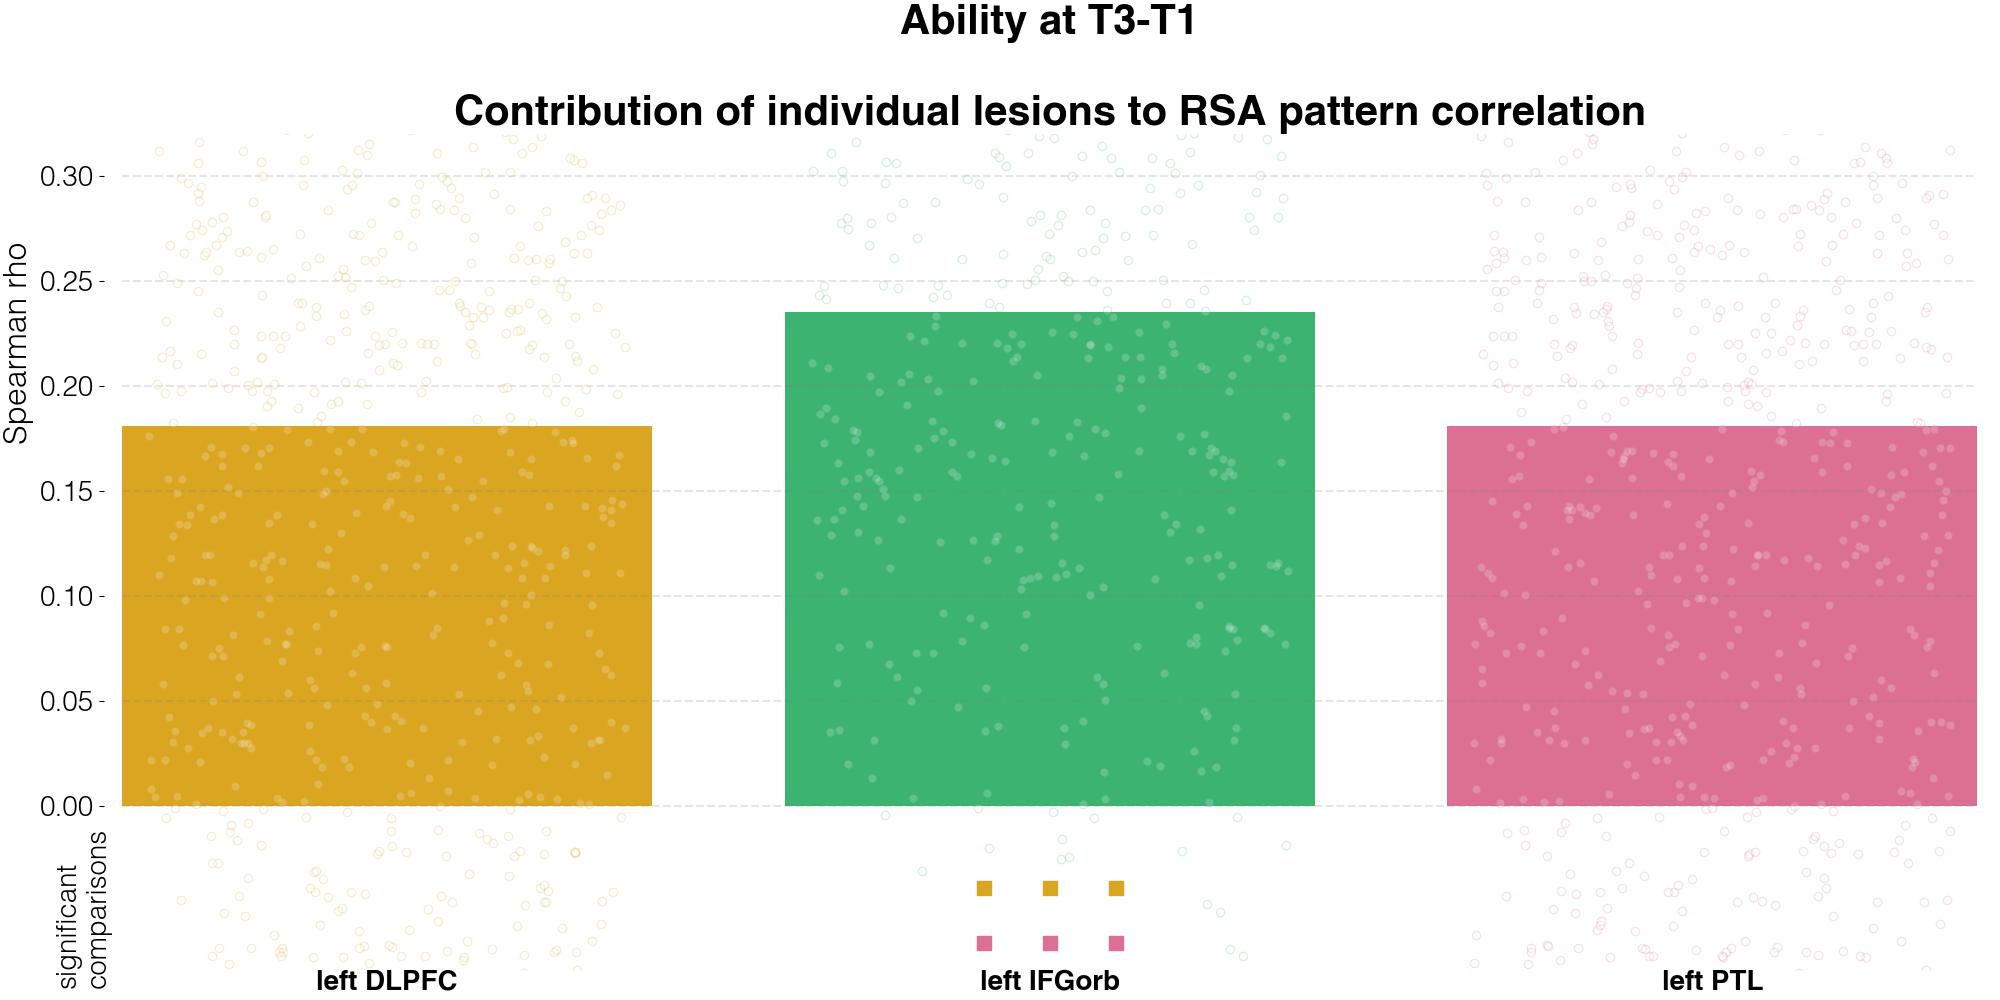 Ability at T3-T1
Contribution of individual lesions to RSA pattern correlation
Spearman rho
0.30
0.25
0.20
0.15
0.10
0.05
0.00
significant
comparisons
left DLPFC
left IFGorb
left PTL